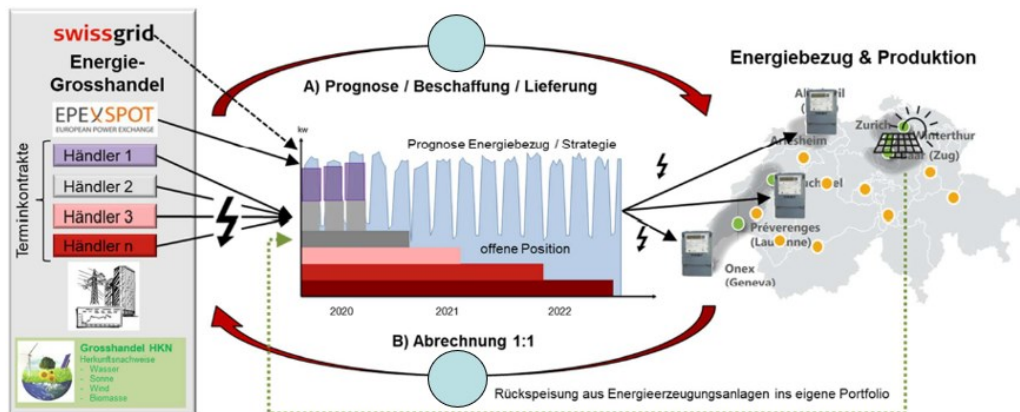 swissgrid
Energie-
Grosshandel
EPEXSPOT
EUROPEAN POWER EXCHANGE
Terminkontrakte
Händler 1
Händler 2
Händler 3
Händler n
Grosshandel HKN
Herkunftsnachweise
- Wasser
- Sonne
- Wind
- Biomasse
A) Prognose / Beschaffung / Lieferung
kw
Prognose Energiebezug / Strategie
offene Position
2020
2021
2022
B) Abrechnung 1:1
Rückspeisung aus Energieerzeugungsanlagen ins eigene Portfolio
Energiebezug & Produktion
Zurich
Winterthur
(Zug)
Préverenges
Onex
(Geneva)